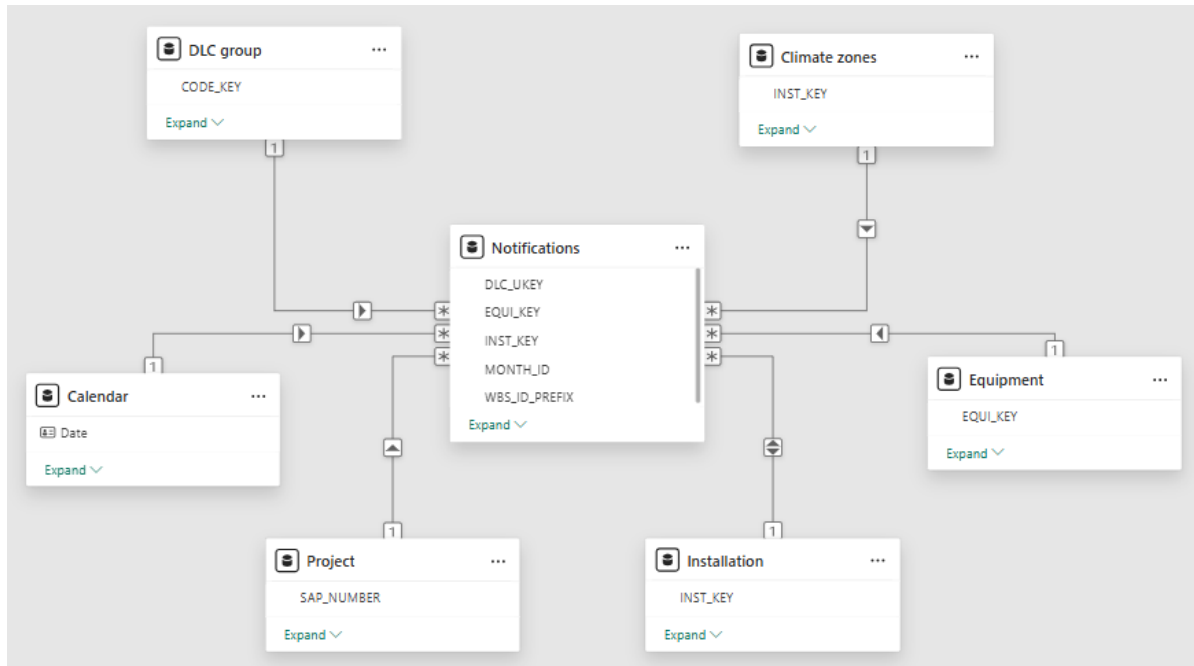 DLC group ...
CODE_KEY
Expand
1
Climate zones ...
INST_KEY
Expand
1
Notifications ...
DLC_UKEY
EQUI_KEY
INST_KEY
MONTH_ID
WBS_ID_PREFIX
Expand
*
*
*
*
*
*
1
Calendar ...
Date
Expand
1
Equipment ...
EQUI_KEY
Expand
1
Project ...
SAP_NUMBER
Expand
1
Installation ...
INST_KEY
Expand